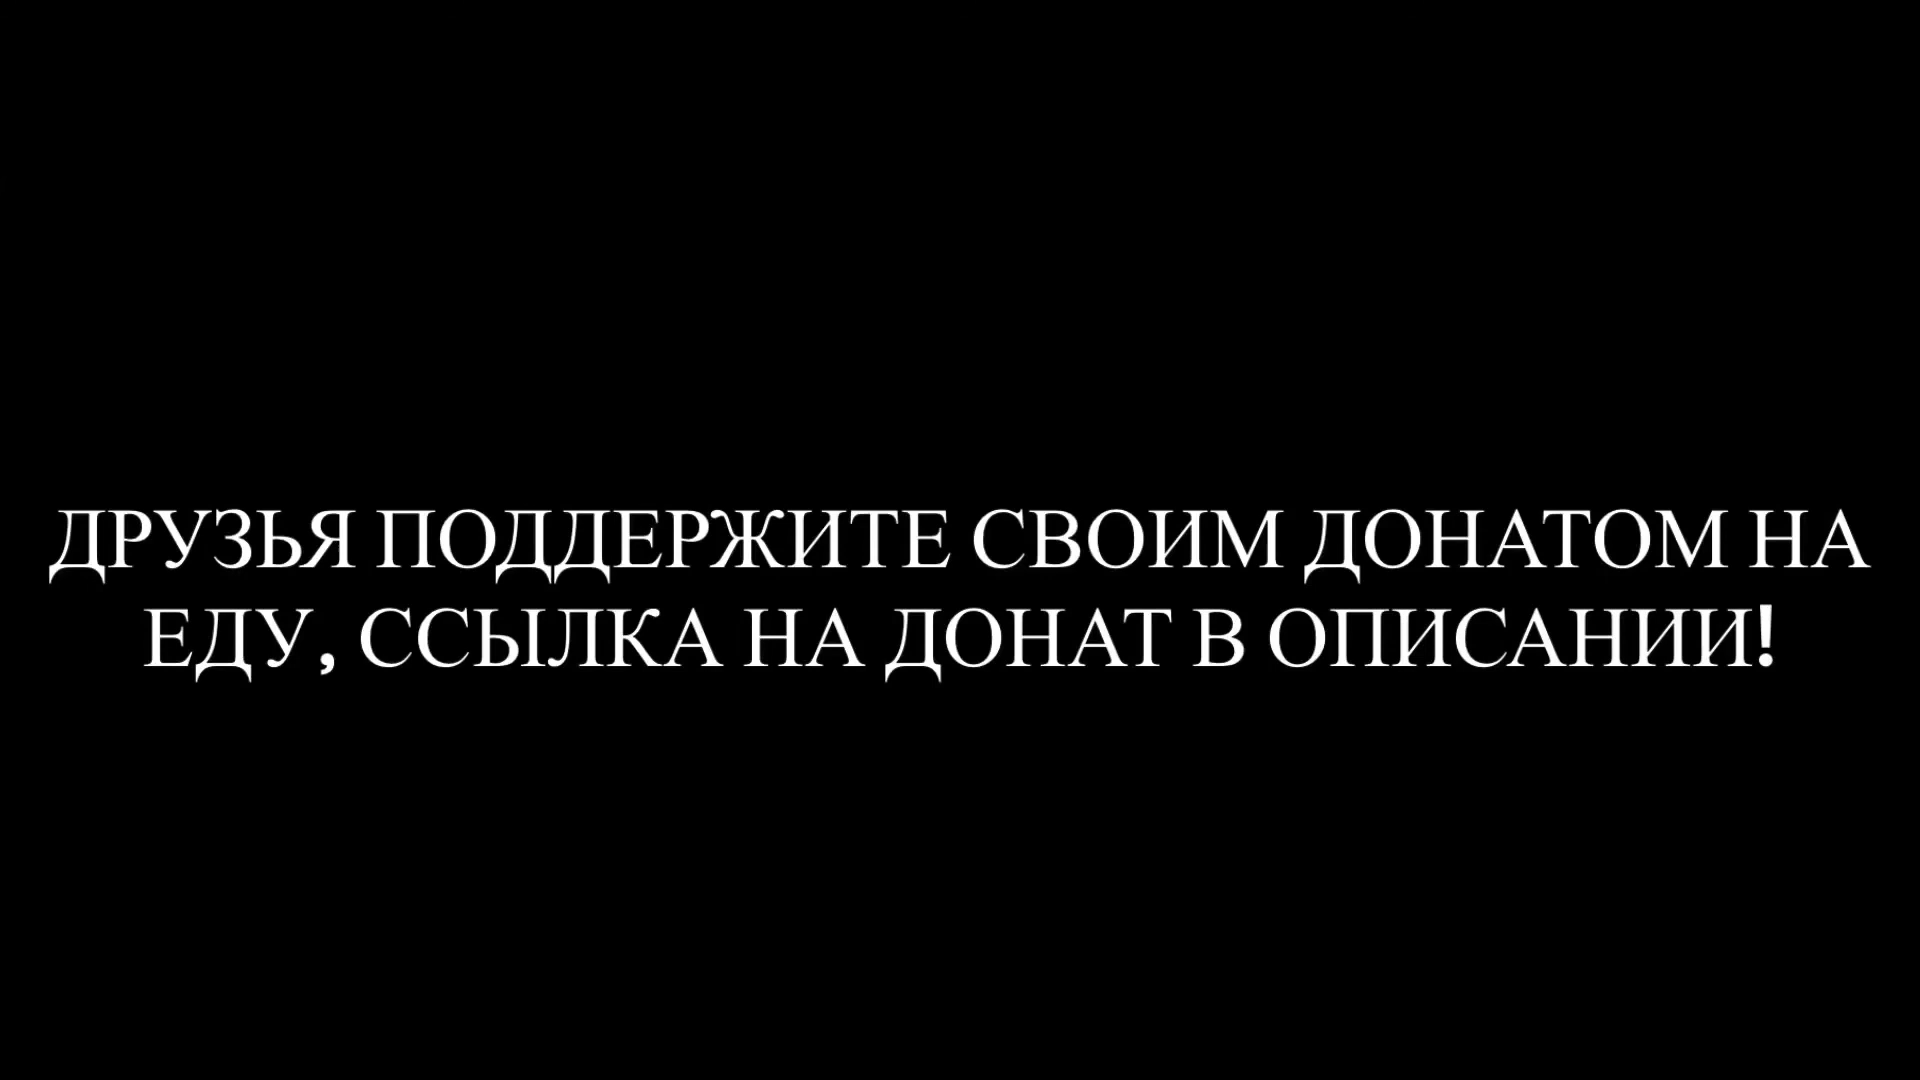 ДРУЗЬЯ ПОДДЕРЖИТЕ СВОИМ ДОНАТОМ НА
ЕДУ, ССЫЛКА НА ДОНАТ В ОПИСАНИИ!